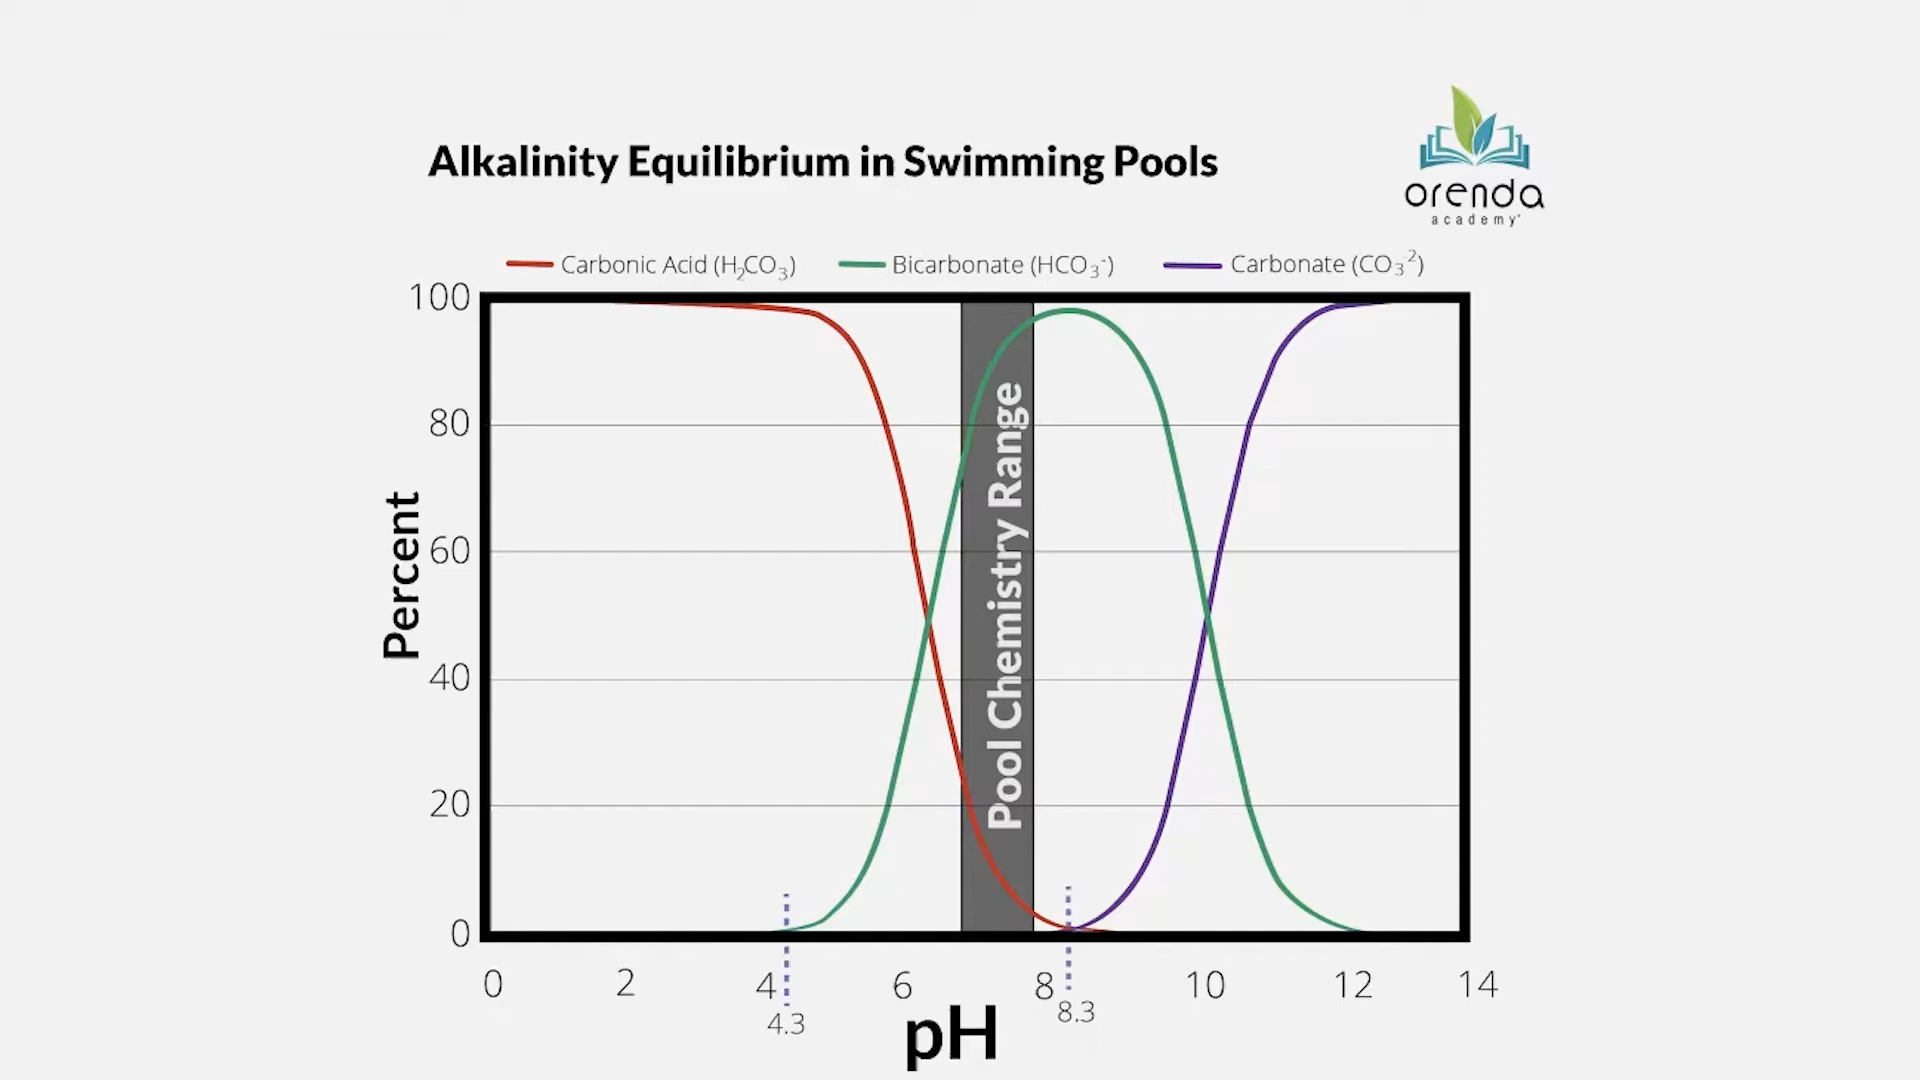 Alkalinity Equilibrium in Swimming Pools
orenda
academy
Carbonic Acid (H₂CO₃) Bicarbonate (HCO₃⁻) Carbonate (CO₃⁻²)
100
80
60
40
20
0
Percent
Pool Chemistry Range
0 2 4 6 8 10 12 14
4.3 8.3
pH